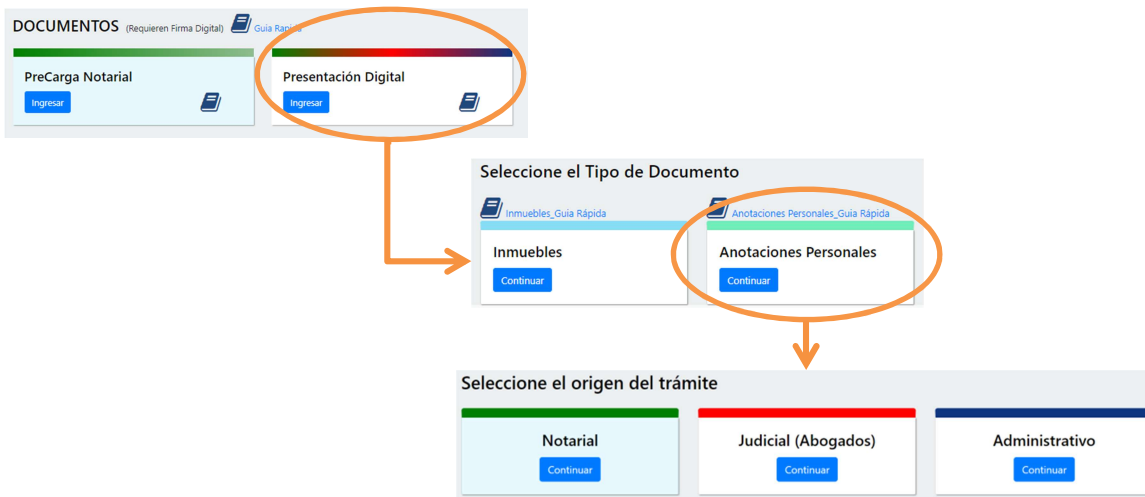 DOCUMENTOS (Requieren Firma Digital) Guia Rapida
PreCarga Notarial
Ingresar
Presentación Digital
Ingresar
Seleccione el Tipo de Documento
Inmuebles_Guia Rápida
Anotaciones Personales_Guia Rápida
Inmuebles
Continuar
Anotaciones Personales
Continuar
Seleccione el origen del trámite
Notarial
Continuar
Judicial (Abogados)
Continuar
Administrativo
Continuar